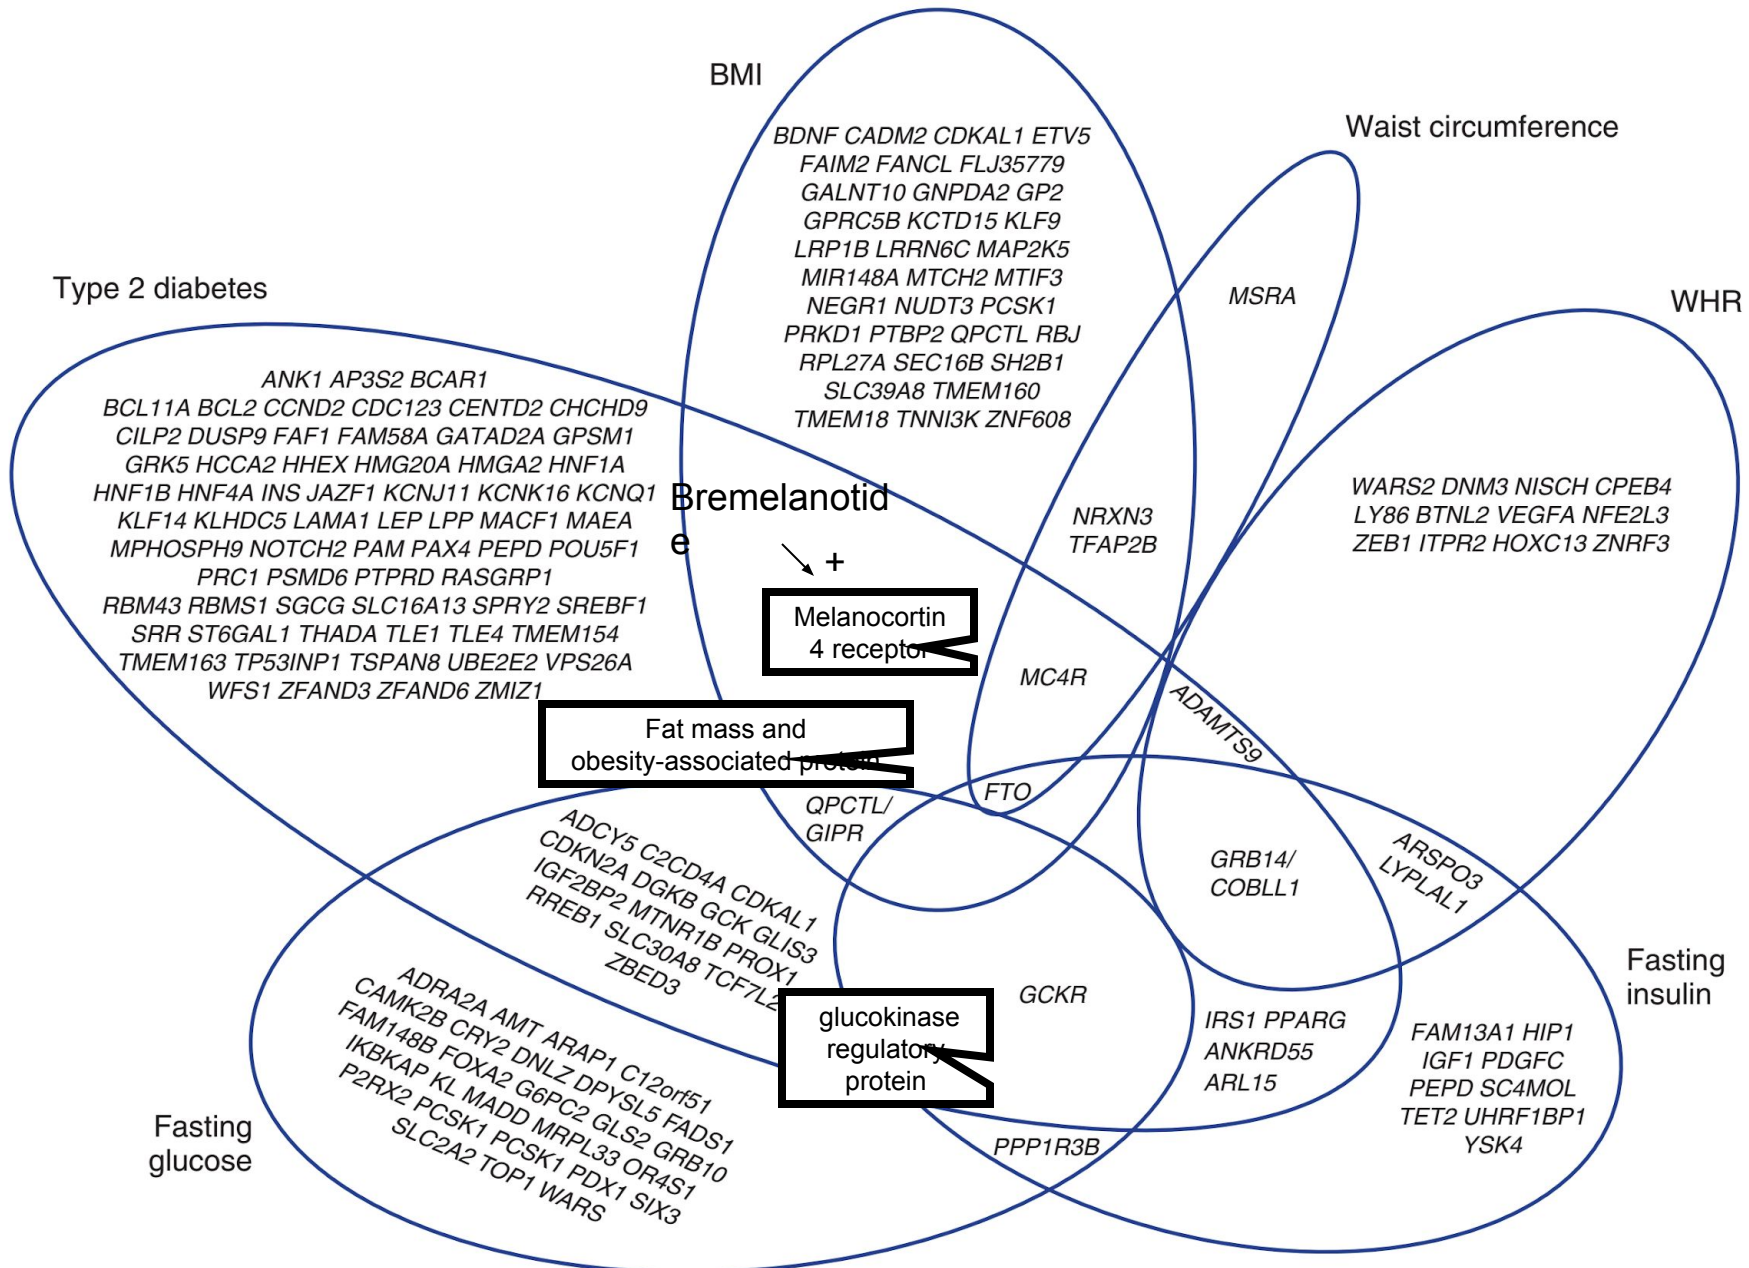 BMI
BDNF CADM2 CDKAL1 ETV5
FAIM2 FANCL FLJ35779
GALNT10 GNPDA2 GP2
GPRC5B KCTD15 KLF9
LRP1B LRRN6C MAP2K5
MIR148A MTCH2 MTIF3
NEGR1 NUDT3 PCSK1
PRKD1 PTBP2 QPCTL RBJ
RPL27A SEC16B SH2B1
SLC39A8 TMEM160
TMEM18 TNNI3K ZNF608
Waist circumference
MSRA
WHR
WARS2 DNM3 NISCH CPEB4
LY86 BTNL2 VEGFA NFE2L3
ZEB1 ITPR2 HOXC13 ZNRF3
Type 2 diabetes
ANK1 AP3S2 BCAR1
BCL11A BCL2 CCND2 CDC123 CENTD2 CHCHD9
CILP2 DUSP9 FAF1 FAM58A GATAD2A GPSM1
GRK5 HCCA2 HHEX HMG20A HMGA2 HNF1A
HNF1B HNF4A INS JAZF1 KCNJ11 KCNK16 KCNQ1
KLF14 KLHDC5 LAMA1 LEP LPP MACF1 MAEA
MPHOSPH9 NOTCH2 PAM PAX4 PEPD POU5F1
PRC1 PSMD6 PTPRD RASGRP1
RBM43 RBMS1 SGCG SLC16A13 SPRY2 SREBF1
SRR ST6GAL1 THADA TLE1 TLE4 TMEM154
TMEM163 TP53INP1 TSPAN8 UBE2E2 VPS26A
WFS1 ZFAND3 ZFAND6 ZMIZ1
Bremelanotid
e
+
Melanocortin
4 receptor
NRXN3
TFAP2B
MC4R
Fat mass and
obesity-associated protein
ADAMTS9
FTO
QPCTL/
GIPR
GRB14/
COBLL1
ARSPO3
LYPLAL1
ADCY5 C2CD4A CDKAL1
CDKN2A DGKB GCK GLIS3
IGF2BP2 MTNR1B PROX1
RREB1 SLC30A8 TCF7L2
ZBED3
glucokinase
regulatory
protein
GCKR
IRS1 PPARG
ANKRD55
ARL15
Fasting
insulin
FAM13A1 HIP1
IGF1 PDGFC
PEPD SC4MOL
TET2 UHRF1BP1
YSK4
PPP1R3B
Fasting
glucose
ADRA2A AMT ARAP1 C12orf51
CAMK2B CRY2 DNLZ DPYSL5 FADS1
FAM148B FOXA2 G6PC2 GLS2 GRB10
IKBKAP KL MADD MRPL33 OR4S1
P2RX2 PCSK1 PCSK1 PDX1 SIX3
SLC2A2 TOP1 WARS